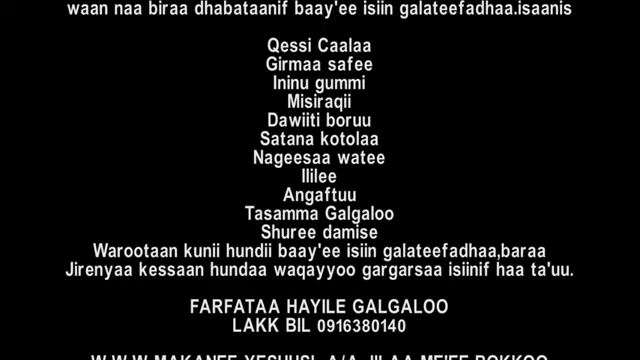 waan naa biraa dhabataanif baay'ee isiin galateefadhaa.isaanis
Qessi Caalaa
Girmaa safee
Ininu gummi
Misiraqii
Dawiiti boruu
Satana kotolaa
Nageesaa watee
Ililee
Angaftuu
Tasamma Galgaloo
Shuree damise
Warootaan kunii hundii baay'ee isiin galateefadhaa,baraa
Jirenyaa kessaan hundaa waqayyoo gargarsaa isiinif haa ta'uu.
FARFATAA HAYILE GALGALOO
LAKK BIL 0916380140
W.W.W MAKANEE YESUUSI A/A